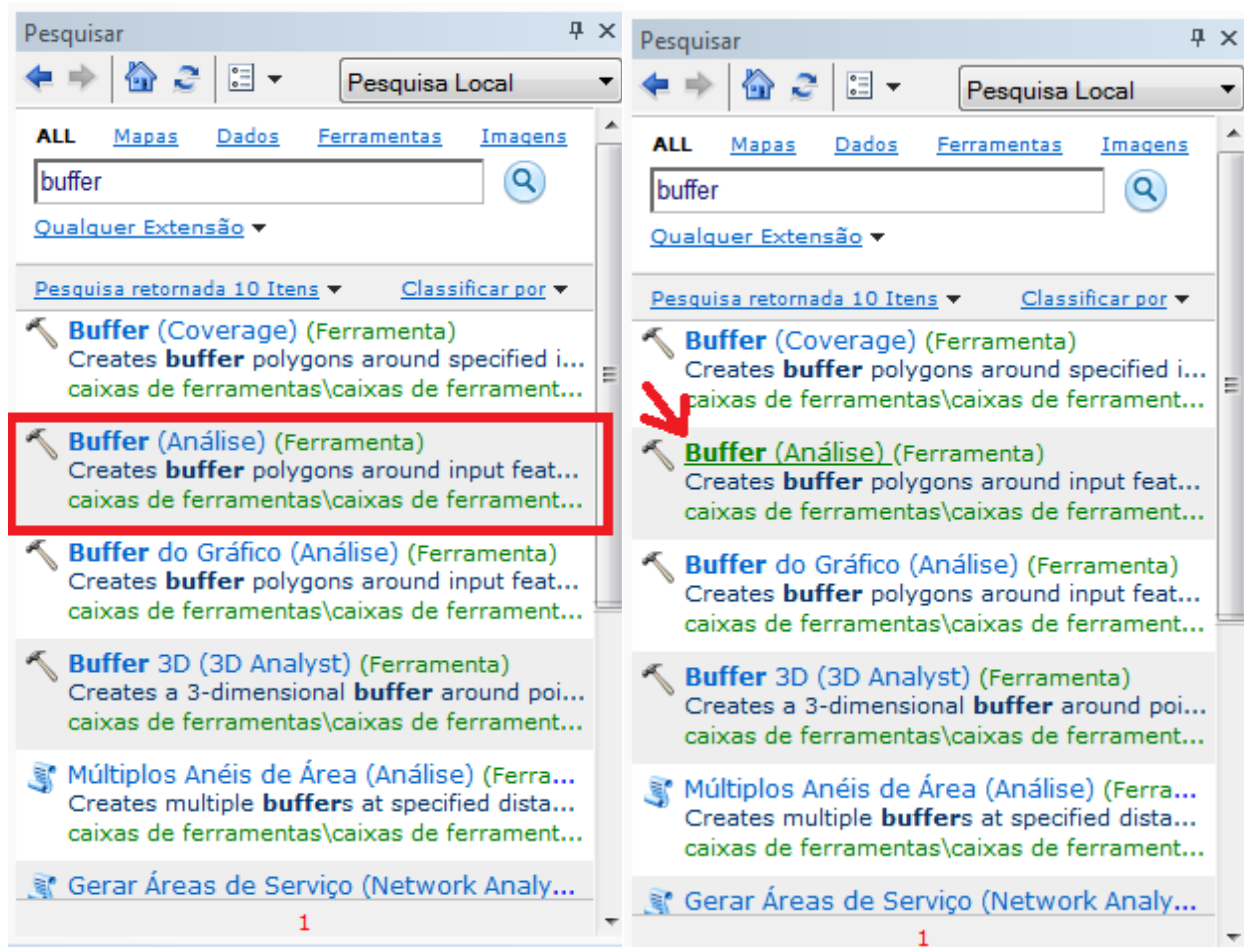 Pesquisar
Pesquisa Local
ALL Mapas Dados Ferramentas Imagens
buffer
Qualquer Extensão
Pesquisa retornada 10 Itens Classificar por
Buffer (Coverage) (Ferramenta)
Creates buffer polygons around specified i...
caixas de ferramentas\caixas de ferrament...
Buffer (Análise) (Ferramenta)
Creates buffer polygons around input feat...
caixas de ferramentas\caixas de ferrament...
Buffer do Gráfico (Análise) (Ferramenta)
Creates buffer polygons around input feat...
caixas de ferramentas\caixas de ferrament...
Buffer 3D (3D Analyst) (Ferramenta)
Creates a 3-dimensional buffer around poi...
caixas de ferramentas\caixas de ferrament...
Múltiplos Anéis de Área (Análise) (Ferra...
Creates multiple buffers at specified dista...
caixas de ferramentas\caixas de ferrament...
Gerar Áreas de Serviço (Network Analy...
1
Pesquisar
Pesquisa Local
ALL Mapas Dados Ferramentas Imagens
buffer
Qualquer Extensão
Pesquisa retornada 10 Itens Classificar por
Buffer (Coverage) (Ferramenta)
Creates buffer polygons around specified i...
caixas de ferramentas\caixas de ferrament...
Buffer (Análise) (Ferramenta)
Creates buffer polygons around input feat...
caixas de ferramentas\caixas de ferrament...
Buffer do Gráfico (Análise) (Ferramenta)
Creates buffer polygons around input feat...
caixas de ferramentas\caixas de ferrament...
Buffer 3D (3D Analyst) (Ferramenta)
Creates a 3-dimensional buffer around poi...
caixas de ferramentas\caixas de ferrament...
Múltiplos Anéis de Área (Análise) (Ferra...
Creates multiple buffers at specified dista...
caixas de ferramentas\caixas de ferrament...
Gerar Áreas de Serviço (Network Analy...
1